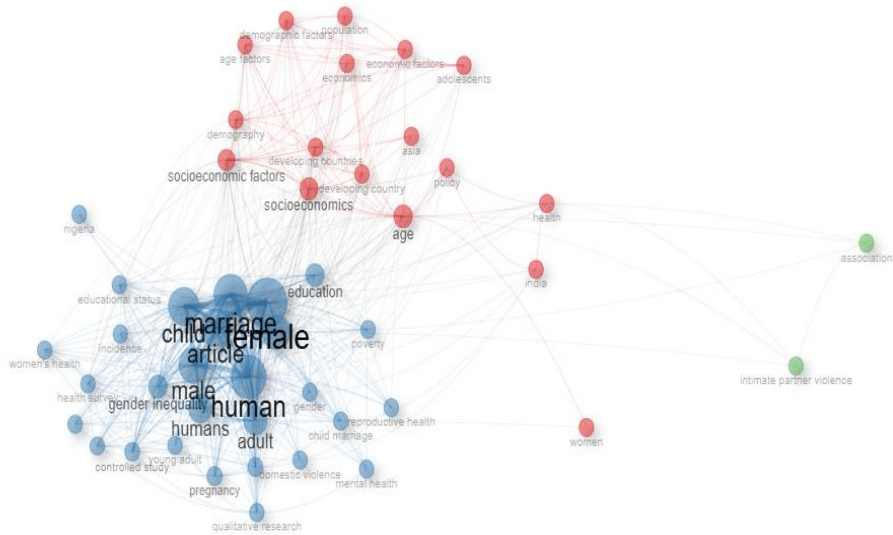 population
demographic factors
age factors
economic factors
economics
adolescents
demography
asia
developing countries
socioeconomic factors
developing country
policy
socioeconomics
health
nigeria
age
association
india
education
educational status
marriage
child
female
incidence
poverty
article
women's health
intimate partner violence
health survey
male
gender inequality
human
gender
reproductive health
child marriage
humans
adult
women
young adult
controlled study
domestic violence
mental health
pregnancy
qualitative research